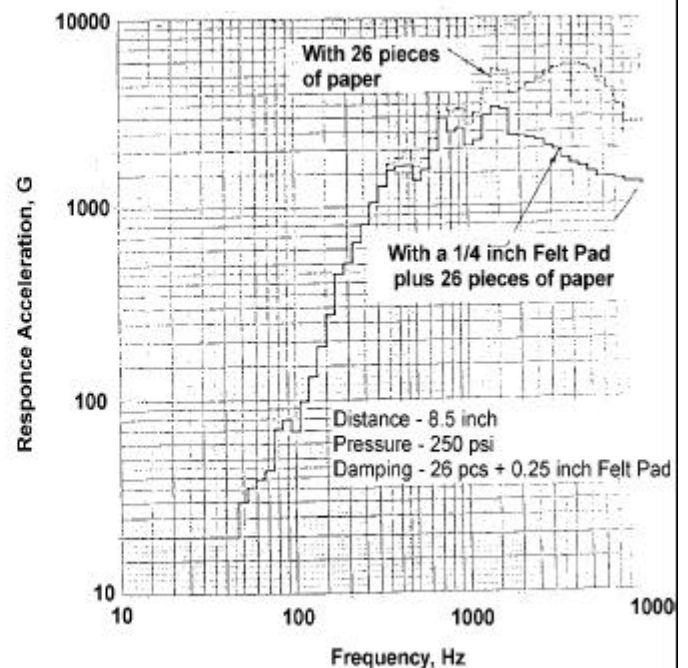 10000
With 26 pieces
of paper
1000
With a 1/4 inch Felt Pad
plus 26 pieces of paper
Responce Acceleration, G
100
Distance - 8.5 inch
Pressure - 250 psi
Damping - 26 pcs + 0.25 inch Felt Pad
10
10
100
1000
1000
Frequency, Hz